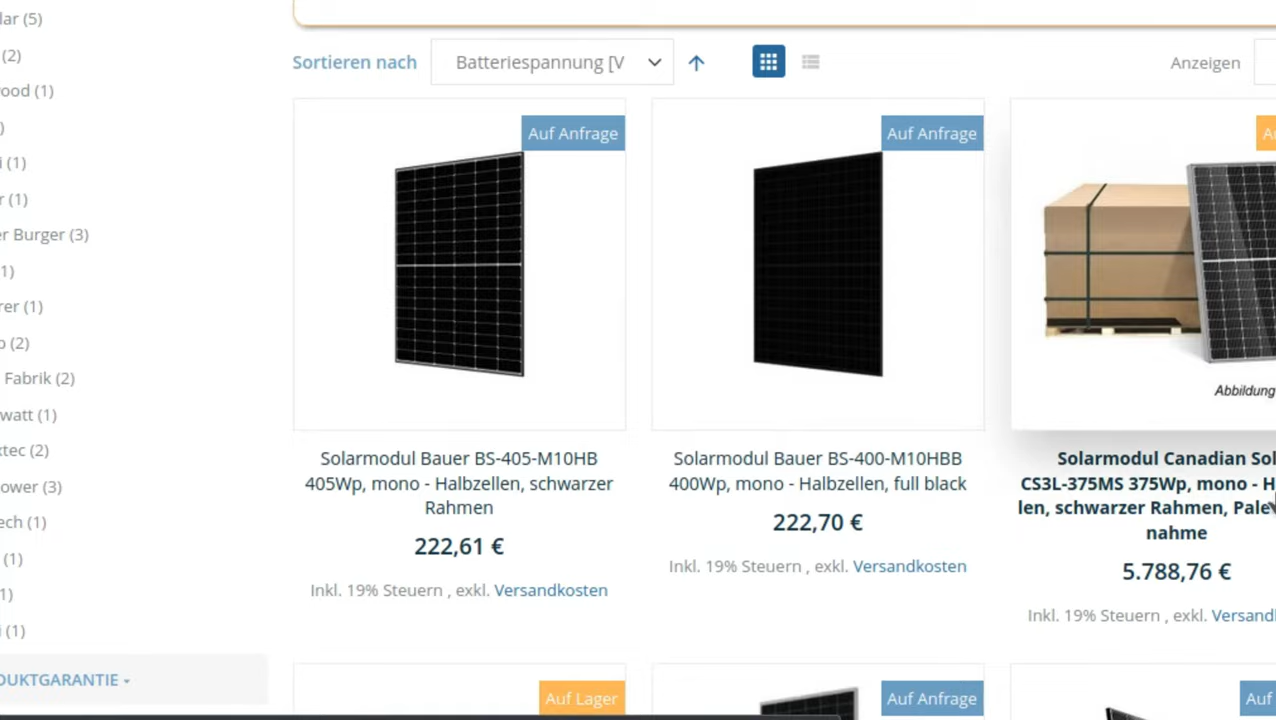 lar (5)
(2)
ood (1)
)
i (1)
r (1)
er Burger (3)
1)
rer (1)
o (2)
Fabrik (2)
watt (1)
ktec (2)
ower (3)
ech (1)
(1)
1)
i (1)
DUKTGARANTIE
Sortieren nach
Batteriespannung [V
Anzeigen
Auf Anfrage
Solarmodul Bauer BS-405-M10HB
405Wp, mono - Halbzellen, schwarzer
Rahmen
222,61 €
Inkl. 19% Steuern , exkl. Versandkosten
Auf Anfrage
Solarmodul Bauer BS-400-M10HBB
400Wp, mono - Halbzellen, full black
222,70 €
Inkl. 19% Steuern , exkl. Versandkosten
Abbildung
Solarmodul Canadian Sol
CS3L-375MS 375Wp, mono - H
len, schwarzer Rahmen, Pale
nahme
5.788,76 €
Inkl. 19% Steuern , exkl. Versand
Auf Lager
Auf Anfrage
Auf